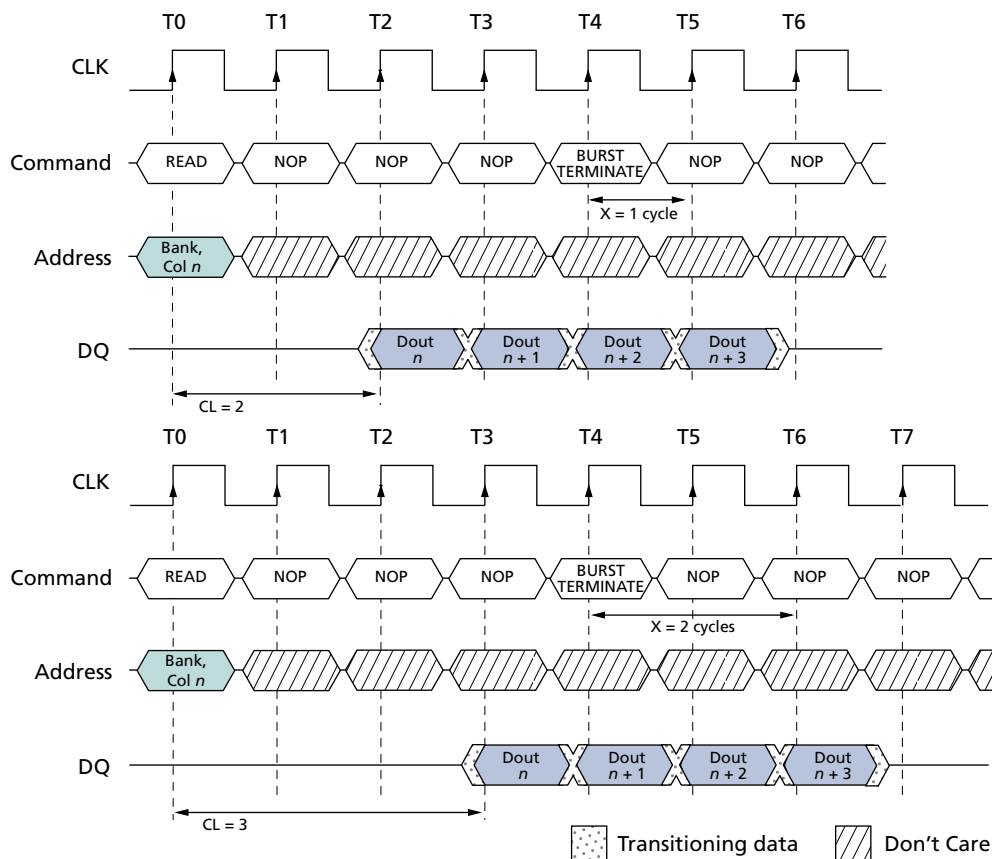 T0 T1 T2 T3 T4 T5 T6
CLK
Command READ NOP NOP NOP BURST TERMINATE NOP NOP
X = 1 cycle
Address Bank, Col n
DQ Dout n Dout n + 1 Dout n + 2 Dout n + 3
CL = 2
T0 T1 T2 T3 T4 T5 T6 T7
CLK
Command READ NOP NOP NOP BURST TERMINATE NOP NOP NOP
X = 2 cycles
Address Bank, Col n
DQ Dout n Dout n + 1 Dout n + 2 Dout n + 3
CL = 3
Transitioning data Don't Care